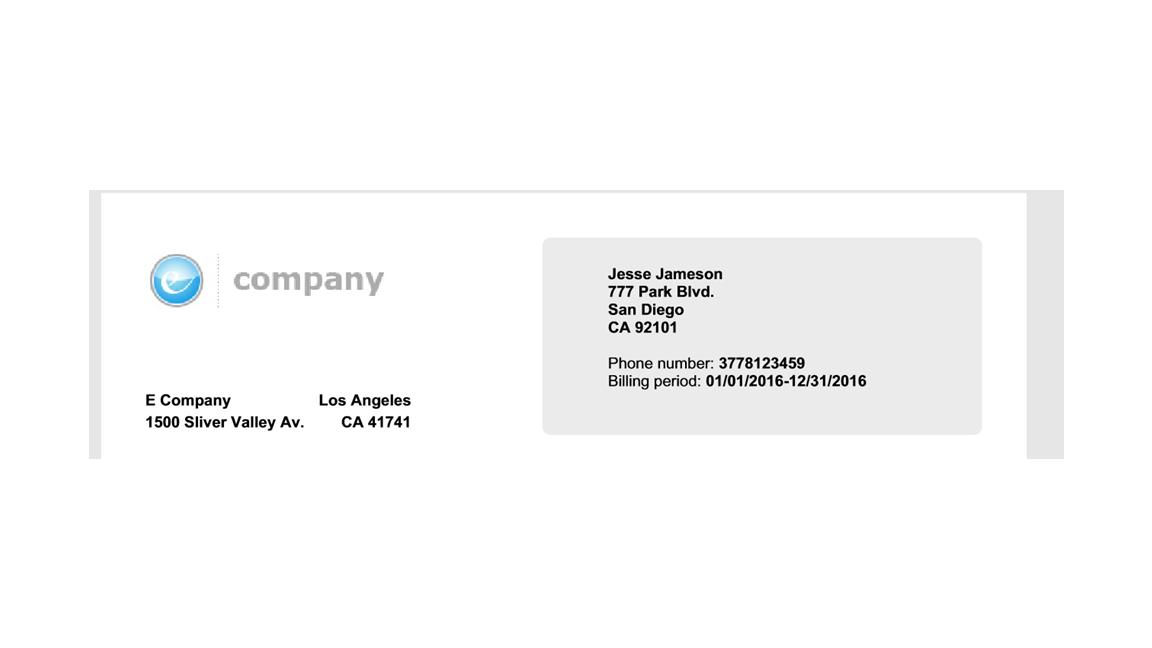 e company
E Company Los Angeles
1500 Sliver Valley Av. CA 41741
Jesse Jameson
777 Park Blvd.
San Diego
CA 92101
Phone number: 3778123459
Billing period: 01/01/2016-12/31/2016